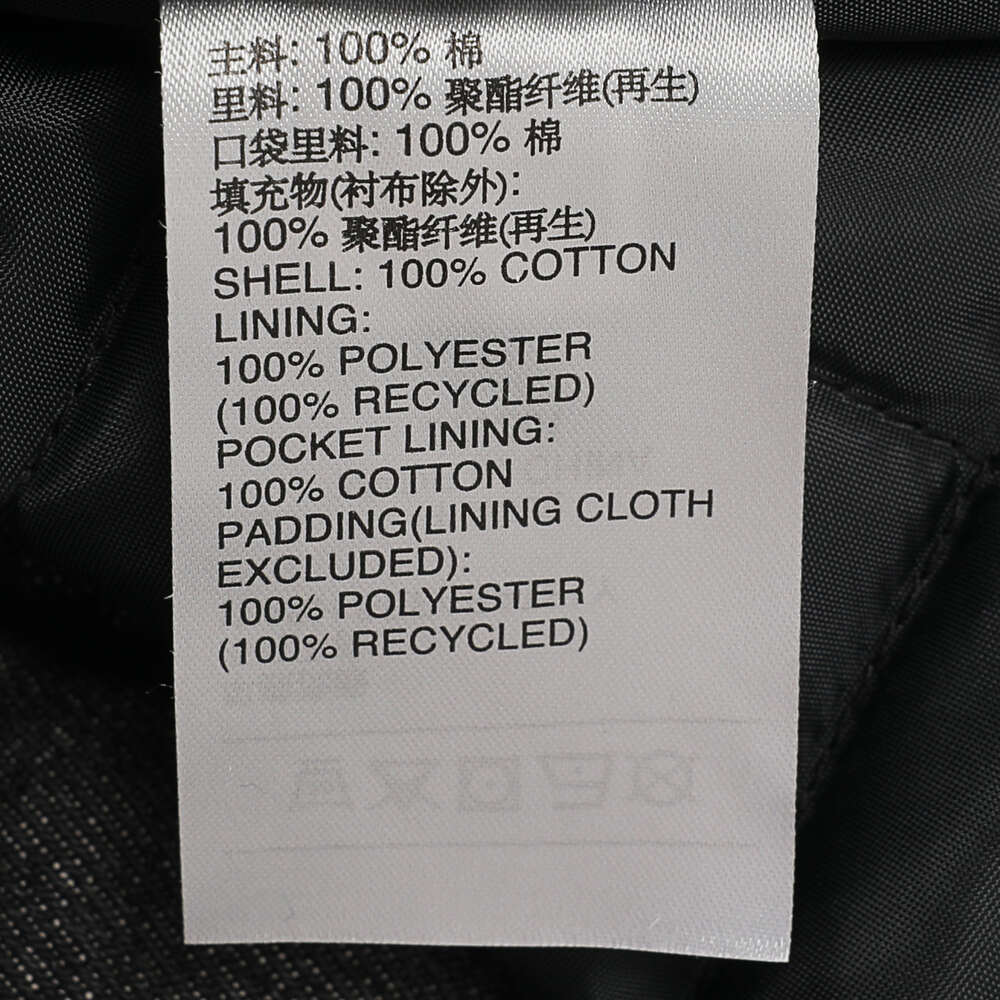 主料: 100% 棉
里料: 100% 聚酯纤维(再生)
口袋里料: 100% 棉
填充物(衬布除外):
100% 聚酯纤维(再生)
SHELL: 100% COTTON
LINING:
100% POLYESTER
(100% RECYCLED)
POCKET LINING:
100% COTTON
PADDING(LINING CLOTH
EXCLUDED):
100% POLYESTER
(100% RECYCLED)